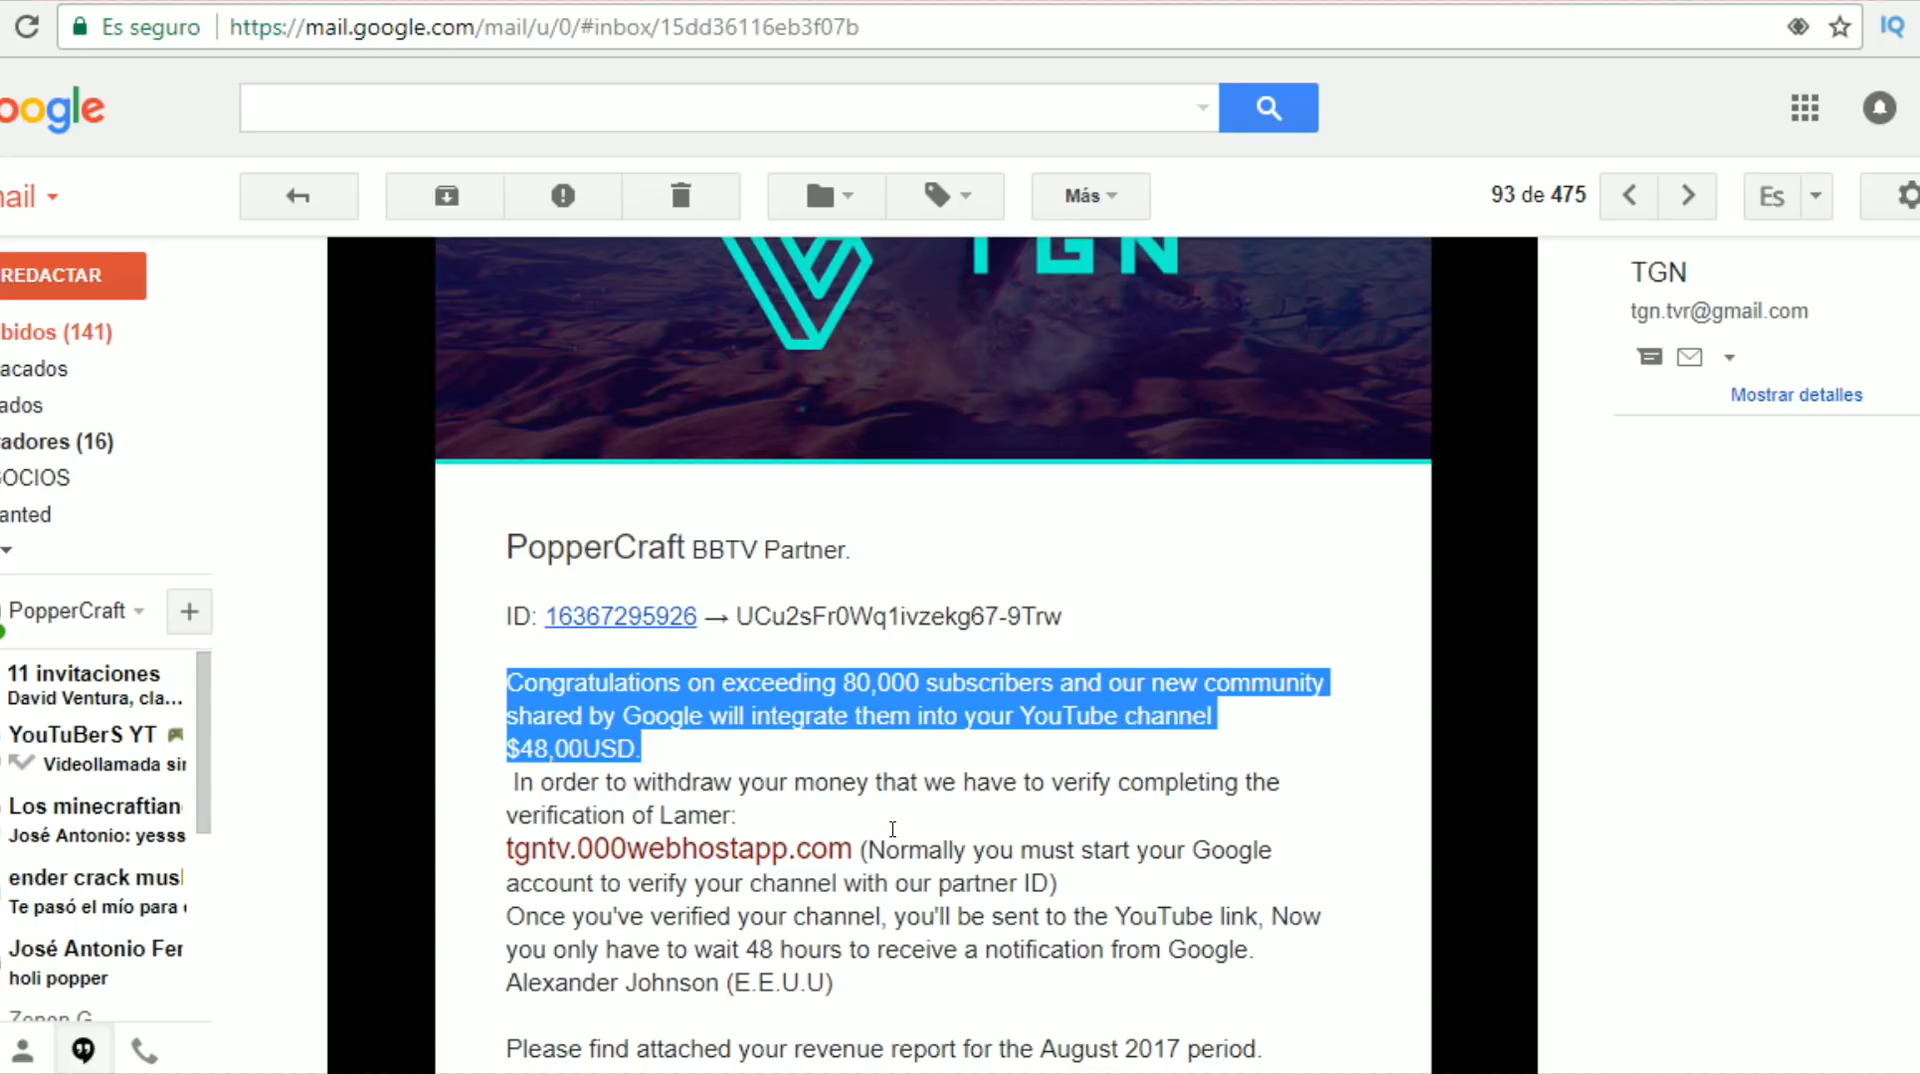 Es seguro
https://mail.google.com/mail/u/0/#inbox/15dd36116eb3f07b
IQ
oogle
ail
Más
93 de 475
Es
REDACTAR
bidos (141)
acados
ados
adores (16)
OCIOS
anted
PopperCraft
11 invitaciones
David Ventura, cla...
YouTuBerS YT
Videollamada sin
Los minecraftian
José Antonio: yesss
ender crack musl
Te pasó el mío para
José Antonio Fer
holi popper
Zenon G
TGN
TGN
tgn.tvr@gmail.com
Mostrar detalles
PopperCraft BBTV Partner.
ID: 16367295926 → UCu2sFr0Wq1ivzekg67-9Trw
Congratulations on exceeding 80,000 subscribers and our new community
shared by Google will integrate them into your YouTube channel
$48,00USD.
In order to withdraw your money that we have to verify completing the
verification of Lamer:
tgntv.000webhostapp.com (Normally you must start your Google
account to verify your channel with our partner ID)
Once you've verified your channel, you'll be sent to the YouTube link, Now
you only have to wait 48 hours to receive a notification from Google.
Alexander Johnson (E.E.U.U)
Please find attached your revenue report for the August 2017 period.